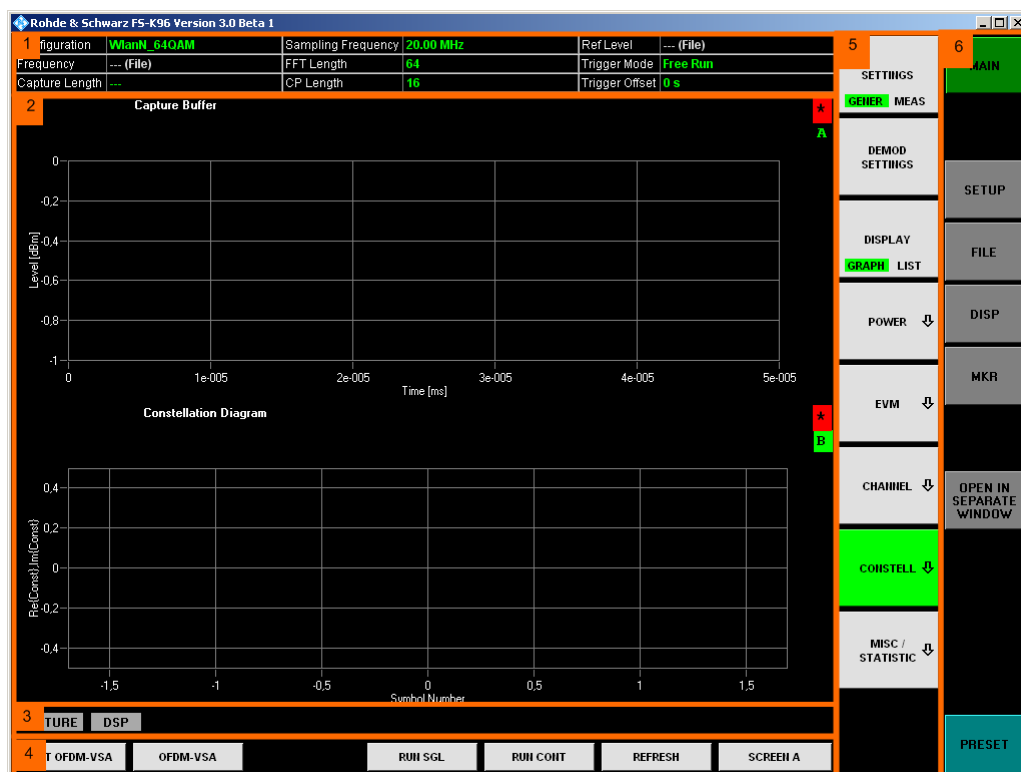 Rohde & Schwarz FS-K96 Version 3.0 Beta 1
1 figuration WlanN_64QAM Sampling Frequency 20.00 MHz Ref Level --- (File)
Frequency --- (File) FFT Length 64 Trigger Mode Free Run
Capture Length --- CP Length 16 Trigger Offset 0 s
2 Capture Buffer
*
A
0
-0,2
-0,4
-0,6
-0,8
-1
Level [dBm]
0 1e-005 2e-005 3e-005 4e-005 5e-005
Time [ms]
Constellation Diagram
*
B
0,4
0,2
0
-0,2
-0,4
Re{Const},Im{Const}
-1,5 -1 -0,5 0 0,5 1 1,5
Symbol Number
3 TURE DSP
4 T OFDM-VSA OFDM-VSA RUN SGL RUN CONT REFRESH SCREEN A
5
SETTINGS
GENER MEAS
DEMOD
SETTINGS
DISPLAY
GRAPH LIST
POWER
EVM
CHANNEL
CONSTELL
MISC /
STATISTIC
6
MAIN
SETUP
FILE
DISP
MKR
OPEN IN
SEPARATE
WINDOW
PRESET